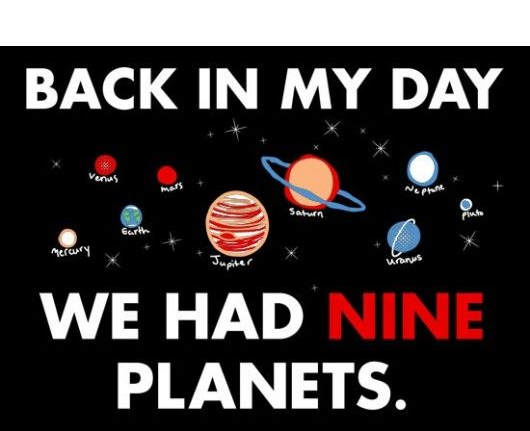 BACK IN MY DAY
Venus
Mars
Earth
Mercury
Jupiter
Saturn
Neptune
Pluto
Uranus
WE HAD NINE
PLANETS.